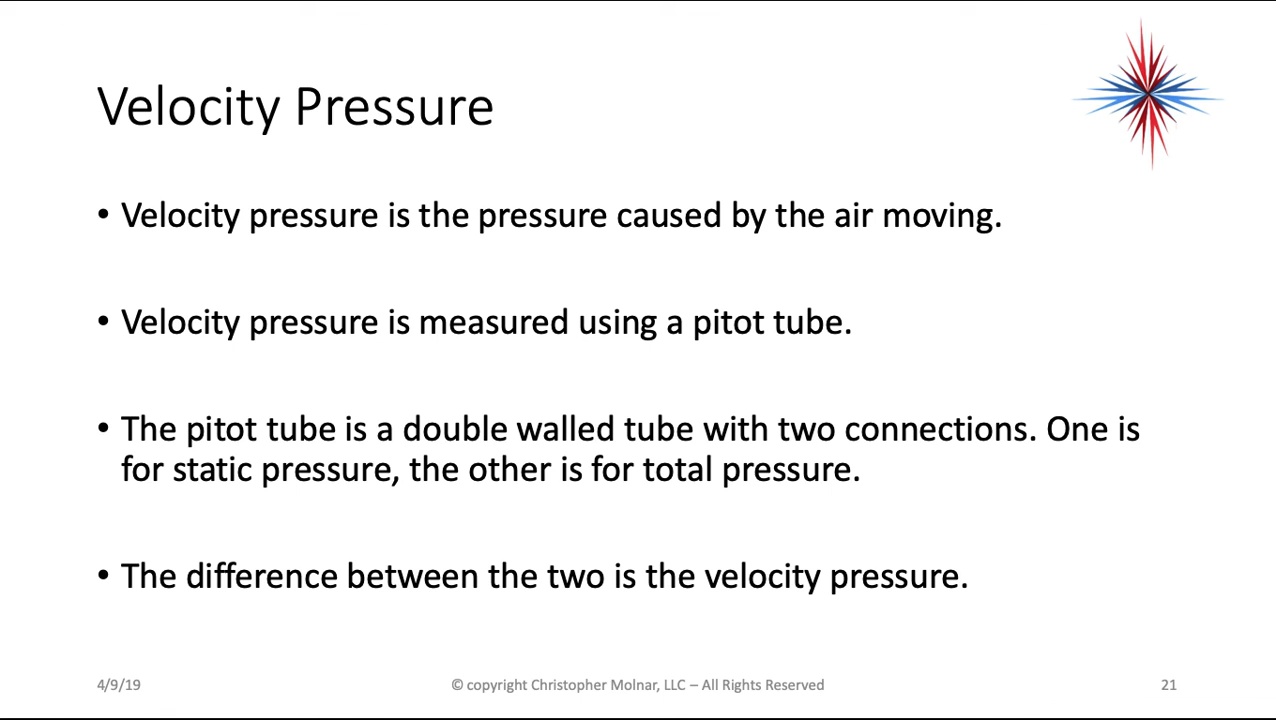 Velocity Pressure
• Velocity pressure is the pressure caused by the air moving.
• Velocity pressure is measured using a pitot tube.
• The pitot tube is a double walled tube with two connections. One is
for static pressure, the other is for total pressure.
• The difference between the two is the velocity pressure.
4/9/19
© copyright Christopher Molnar, LLC – All Rights Reserved
21